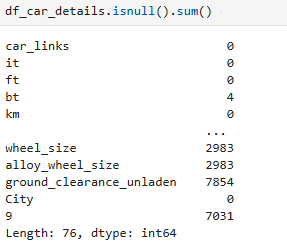 df_car_details.isnull().sum()
car_links 0
it 0
ft 0
bt 4
km 0
...
wheel_size 2983
alloy_wheel_size 2983
ground_clearance_unladen 7854
City 0
9 7031
Length: 76, dtype: int64